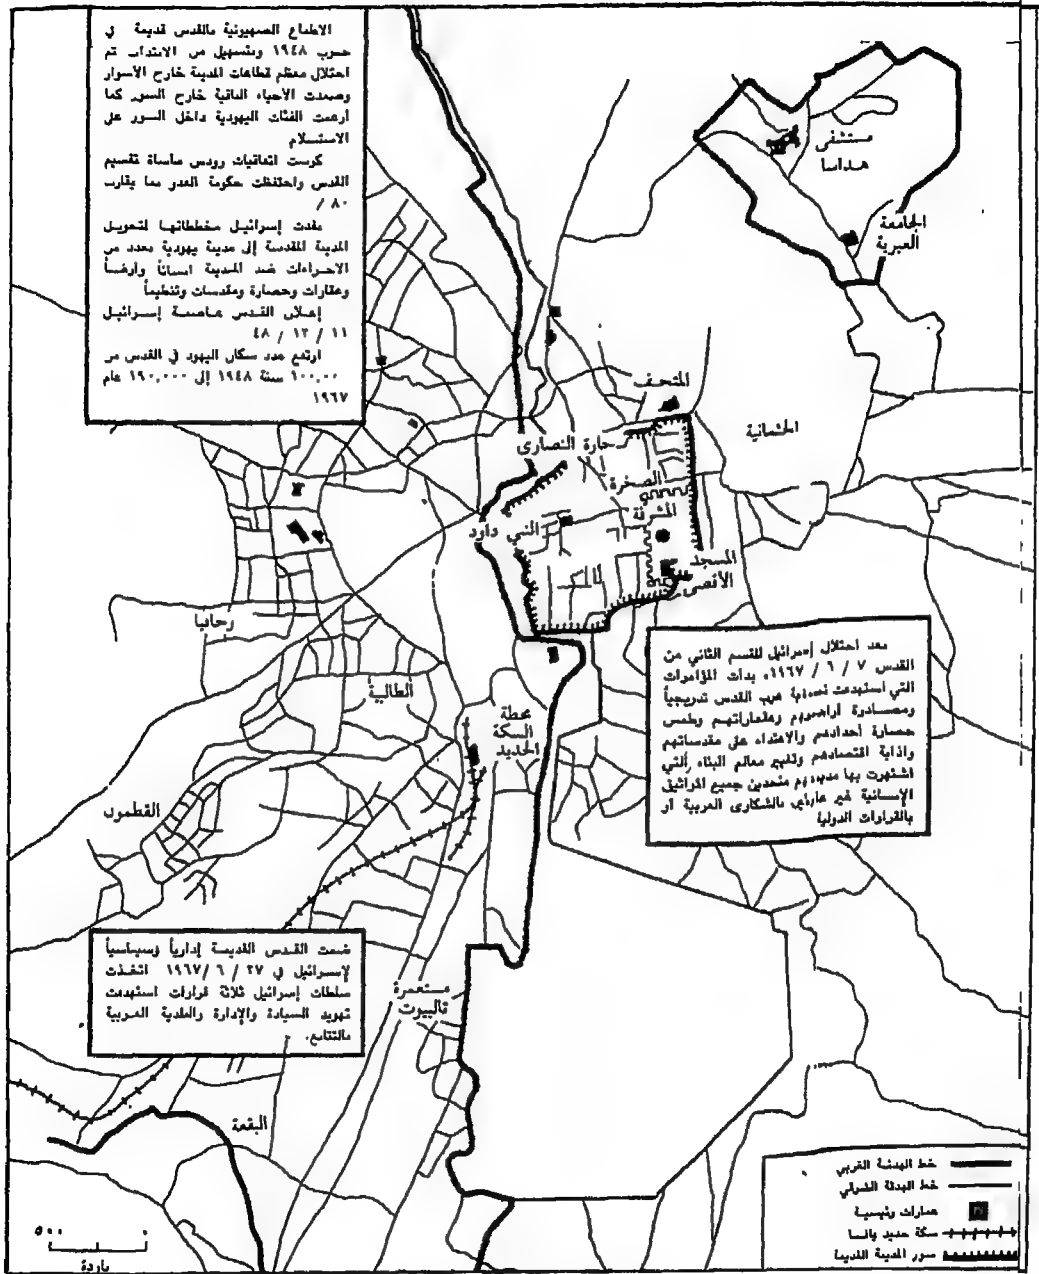 الاطماع الصهيونية بالقدس قديمة في
حرب ١٩٤٨ وبتسهيل من الانتداب تم
احتلال معظم قطاعات المدينة خارج الأسوار
وصمدت الأحياء الباقية خارج السور كما
أرغمت الفئات اليهودية داخل السور على
الاستسلام
كرست اتفاقيات رودس مأساة تقسيم
القدس واحتفظت حكومة العدو بما يقارب
٨٠ /
إسرائيل مخططاتها لتحويل
المدينة المقدسة إلى مدينة يهودية بعدد من
الاجراءات ضد المدينة انساناً وأرضاً
وعقارات وحضارة ومقدسات وتنظيماً
إعلان القدس عاصمة إسرائيل
١١ / ١٢ / ٤٨
ارتفع عدد سكان اليهود في القدس من
١٠٠,٠٠٠ سنة ١٩٤٨ إلى ١٩٠,٠٠٠ عام
١٩٦٧
مستشفى
هداسا
الجامعة
العبرية
المتحف
حارة النصارى
الصخرة
المشرفة
النبي داود
المسجد
الأقصى
رحافيا
الطالبية
محطة
السكة
الحديد
القطمون
بعد احتلال إسرائيل للقسم الثاني من
القدس ٧ / ٦ / ١٩٦٧، بدأت المؤامرات
التي استهدفت تصفية عرب القدس تدريجياً
ومصادرة أراضيهم وعقاراتهم وطمس
حضارة أجدادهم والاعتداء على مقدساتهم
واذابة اقتصادهم وتغيير معالم البناء التي
اشتهرت بها مدينتهم متحدين جميع المواثيق
الإنسانية غير عابئين بالشكاوى العربية أو
بالقرارات الدولية
ضمت القدس القديمة إدارياً وسياسياً
لإسرائيل في ٢٧ / ٦ / ١٩٦٧ اتخذت
سلطات إسرائيل ثلاثة قرارات استهدفت
تهويد السيادة والإدارة والبلدية العربية
بالتتابع.
مستعمرة
تالبيوت
البقعة
خط الهدنة الغربي
خط الهدنة الشرقي
عمارات رئيسية
سكة حديد يافا
سور المدينة القديمة
٥٠٠ ٠
ياردة